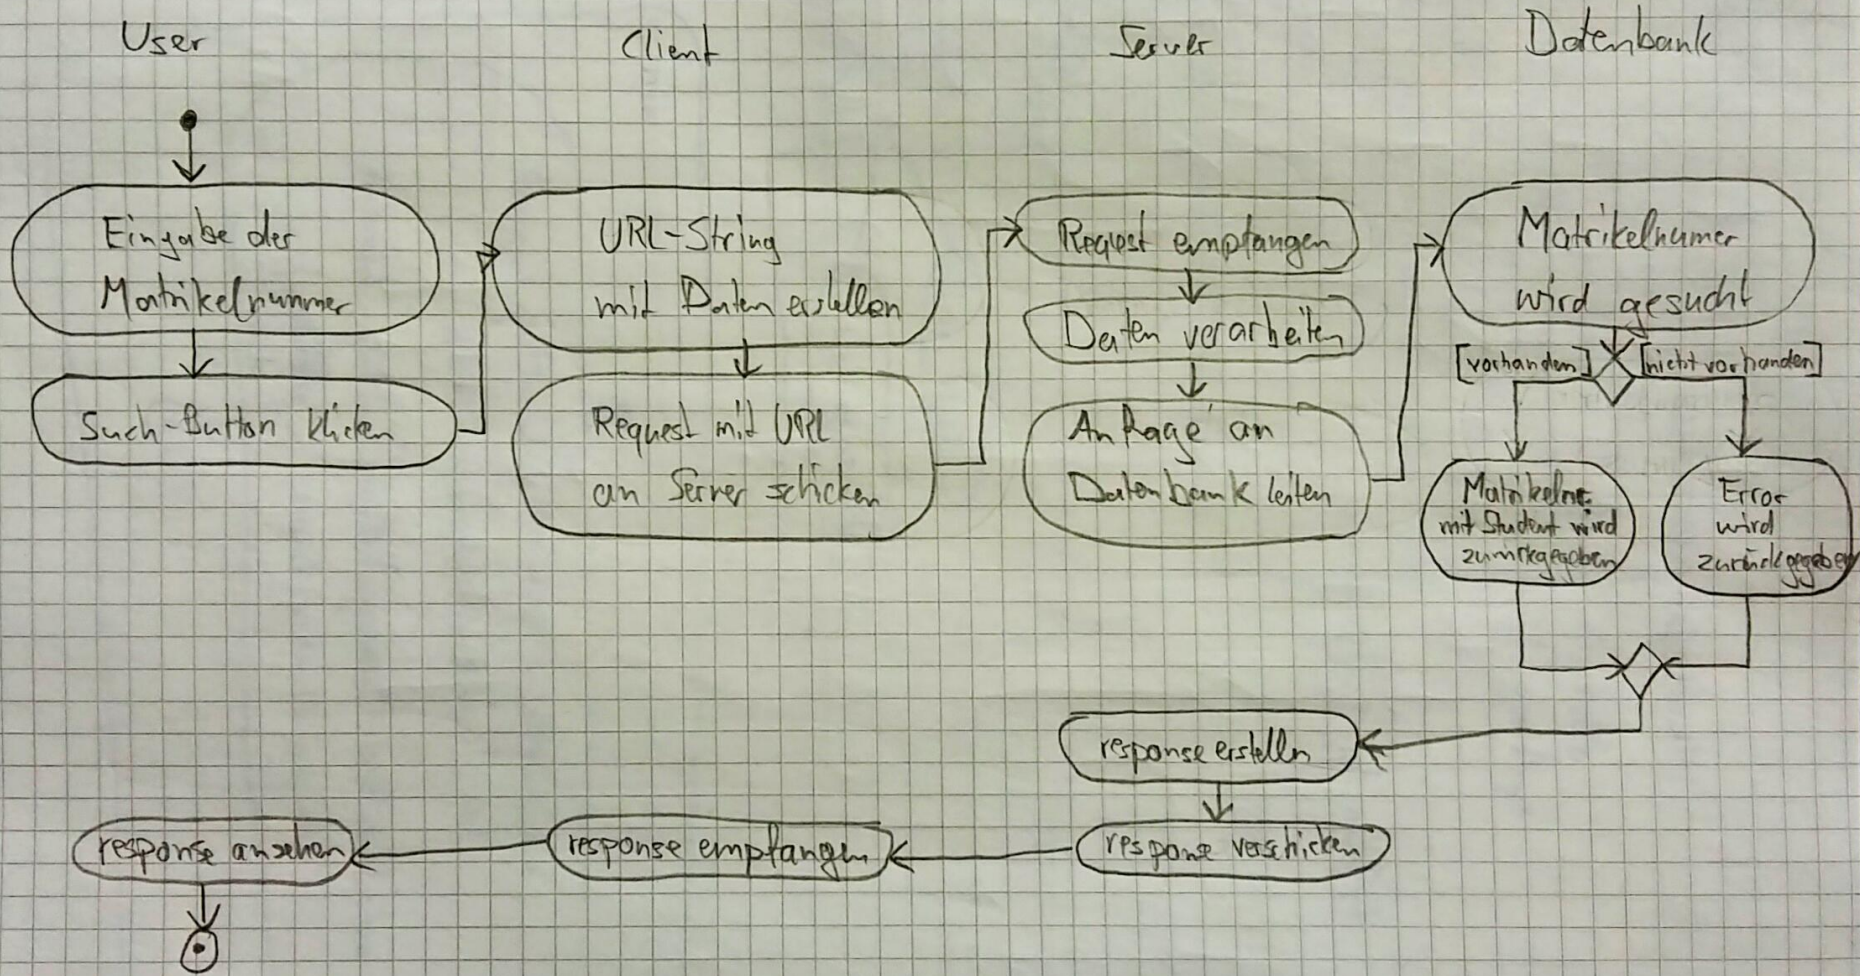 User
Client
Server
Datenbank
Eingabe der
Matrikelnummer
Such-Button klicken
URL-String
mit Daten erstellen
Request mit URL
an Server schicken
Request empfangen
Daten verarbeiten
Anfrage an
Datenbank leiten
Matrikelnumer
wird gesucht
[vorhanden]
[nicht vorhanden]
Matrikelnr.
mit Student wird
zurückgegeben
Error
wird
zurückgegeben
response erstellen
response verschicken
response empfangen
response ansehen